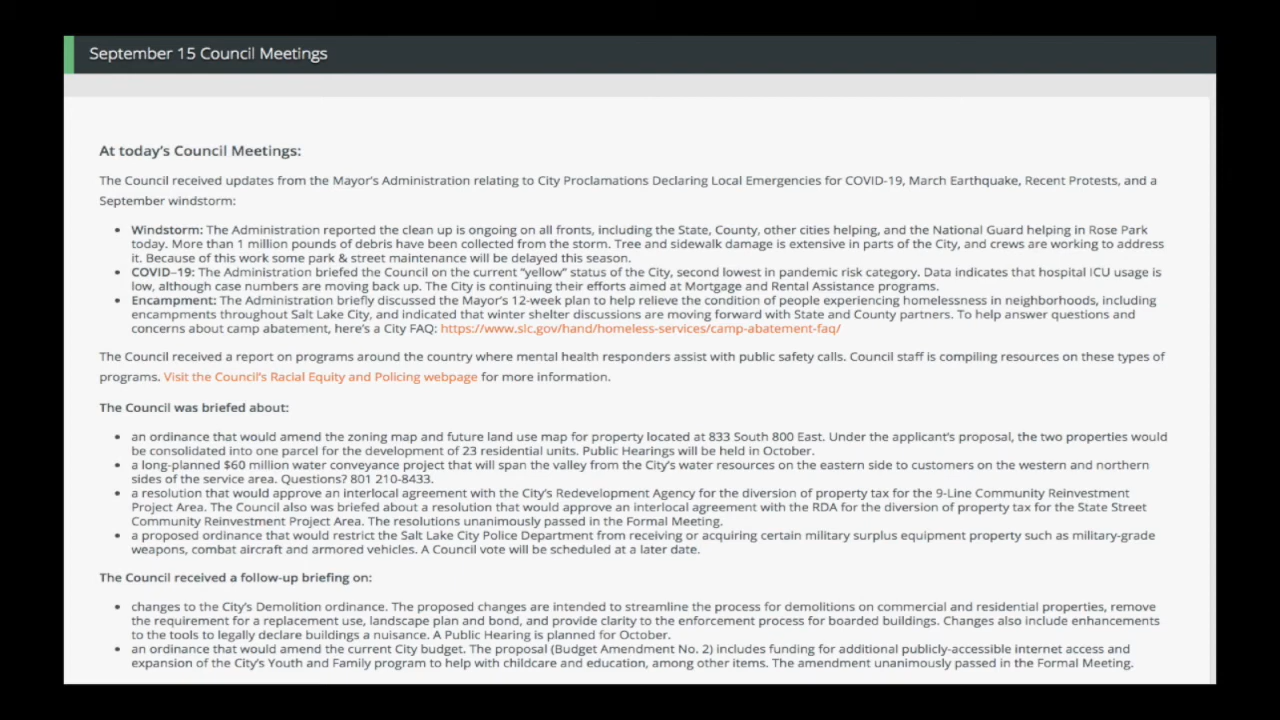 September 15 Council Meetings
At today's Council Meetings:
The Council received updates from the Mayor's Administration relating to City Proclamations Declaring Local Emergencies for COVID-19, March Earthquake, Recent Protests, and a
September windstorm:
• Windstorm: The Administration reported the clean up is ongoing on all fronts, including the State, County, other cities helping, and the National Guard helping in Rose Park
today. More than 1 million pounds of debris have been collected from the storm. Tree and sidewalk damage is extensive in parts of the City, and crews are working to address
it. Because of this work some park & street maintenance will be delayed this season.
• COVID–19: The Administration briefed the Council on the current “yellow” status of the City, second lowest in pandemic risk category. Data indicates that hospital ICU usage is
low, although case numbers are moving back up. The City is continuing their efforts aimed at Mortgage and Rental Assistance programs.
• Encampment: The Administration briefly discussed the Mayor's 12-week plan to help relieve the condition of people experiencing homelessness in neighborhoods, including
encampments throughout Salt Lake City, and indicated that winter shelter discussions are moving forward with State and County partners. To help answer questions and
concerns about camp abatement, here's a City FAQ: https://www.slc.gov/hand/homeless-services/camp-abatement-faq/
The Council received a report on programs around the country where mental health responders assist with public safety calls. Council staff is compiling resources on these types of
programs. Visit the Council's Racial Equity and Policing webpage for more information.
The Council was briefed about:
• an ordinance that would amend the zoning map and future land use map for property located at 833 South 800 East. Under the applicant's proposal, the two properties would
be consolidated into one parcel for the development of 23 residential units. Public Hearings will be held in October.
• a long-planned $60 million water conveyance project that will span the valley from the City's water resources on the eastern side to customers on the western and northern
sides of the service area. Questions? 801 210-8433.
• a resolution that would approve an interlocal agreement with the City's Redevelopment Agency for the diversion of property tax for the 9-Line Community Reinvestment
Project Area. The Council also was briefed about a resolution that would approve an interlocal agreement with the RDA for the diversion of property tax for the State Street
Community Reinvestment Project Area. The resolutions unanimously passed in the Formal Meeting.
• a proposed ordinance that would restrict the Salt Lake City Police Department from receiving or acquiring certain military surplus equipment property such as military-grade
weapons, combat aircraft and armored vehicles. A Council vote will be scheduled at a later date.
The Council received a follow-up briefing on:
• changes to the City's Demolition ordinance. The proposed changes are intended to streamline the process for demolitions on commercial and residential properties, remove
the requirement for a replacement use, landscape plan and bond, and provide clarity to the enforcement process for boarded buildings. Changes also include enhancements
to the tools to legally declare buildings a nuisance. A Public Hearing is planned for October.
• an ordinance that would amend the current City budget. The proposal (Budget Amendment No. 2) includes funding for additional publicly-accessible internet access and
expansion of the City's Youth and Family program to help with childcare and education, among other items. The amendment unanimously passed in the Formal Meeting.